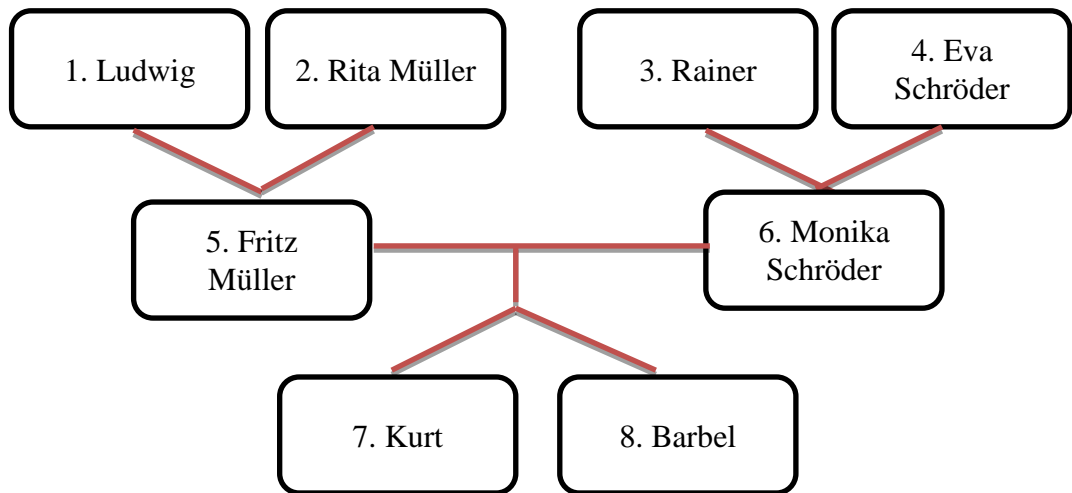 1. Ludwig
2. Rita Müller
3. Rainer
4. Eva
Schröder
5. Fritz
Müller
6. Monika
Schröder
7. Kurt
8. Barbel